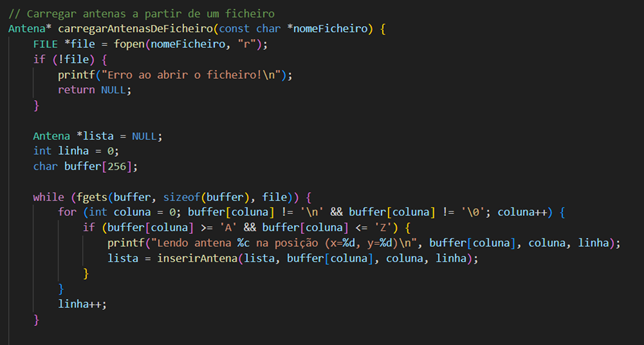 // Carregar antenas a partir de um ficheiro
Antena* carregarAntenasDeFicheiro(const char *nomeFicheiro) {
    FILE *file = fopen(nomeFicheiro, "r");
    if (!file) {
        printf("Erro ao abrir o ficheiro!\n");
        return NULL;
    }

    Antena *lista = NULL;
    int linha = 0;
    char buffer[256];

    while (fgets(buffer, sizeof(buffer), file)) {
        for (int coluna = 0; buffer[coluna] != '\n' && buffer[coluna] != '\0'; coluna++) {
            if (buffer[coluna] >= 'A' && buffer[coluna] <= 'Z') {
                printf("Lendo antena %c na posição (x=%d, y=%d)\n", buffer[coluna], coluna, linha);
                lista = inserirAntena(lista, buffer[coluna], coluna, linha);
            }
        }
        linha++;
    }